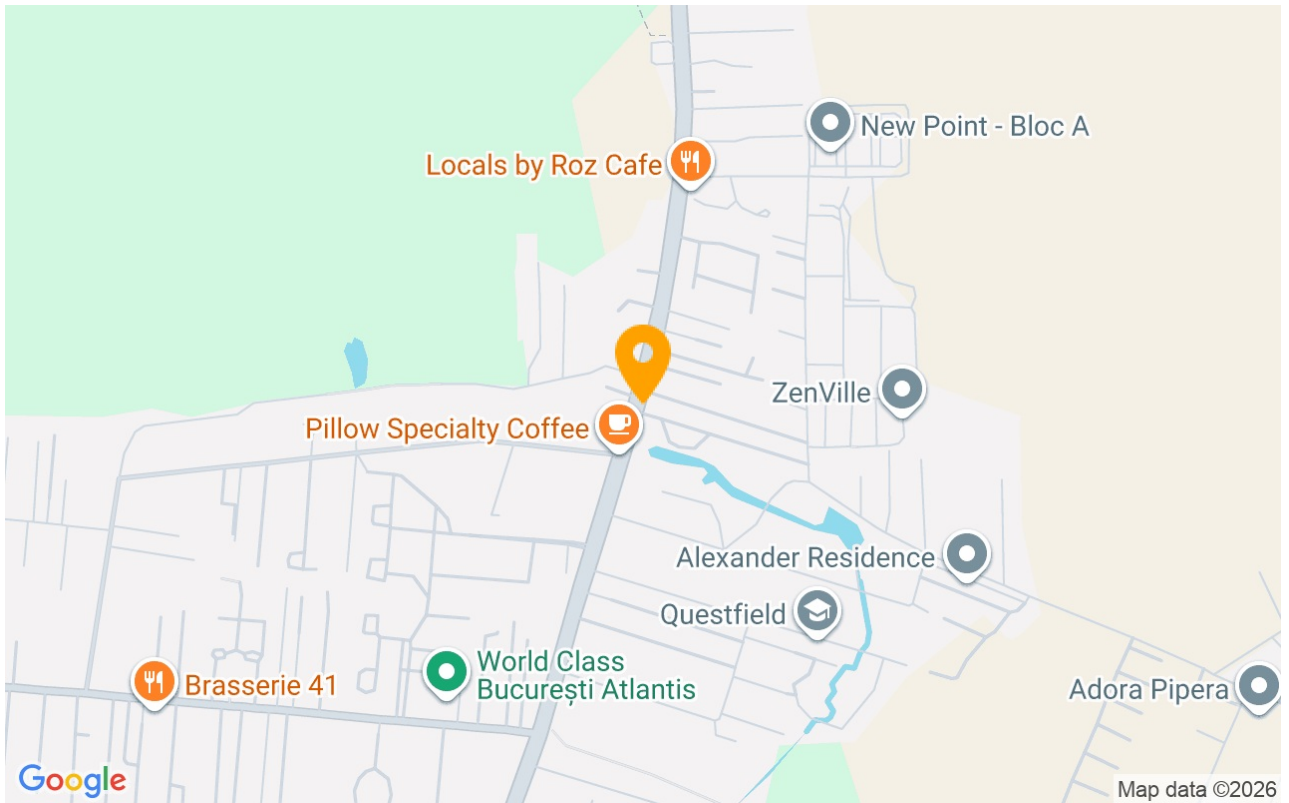 New Point - Bloc A
Locals by Roz Cafe
ZenVille
Pillow Specialty Coffee
Alexander Residence
Questfield
World Class
București Atlantis
Brasserie 41
Adora Pipera
Google
Map data ©2026